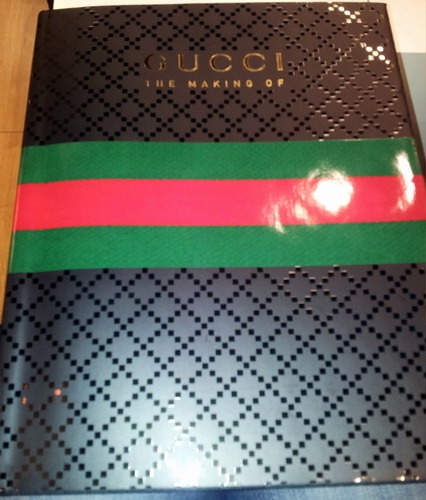 GUCCI
THE MAKING OF